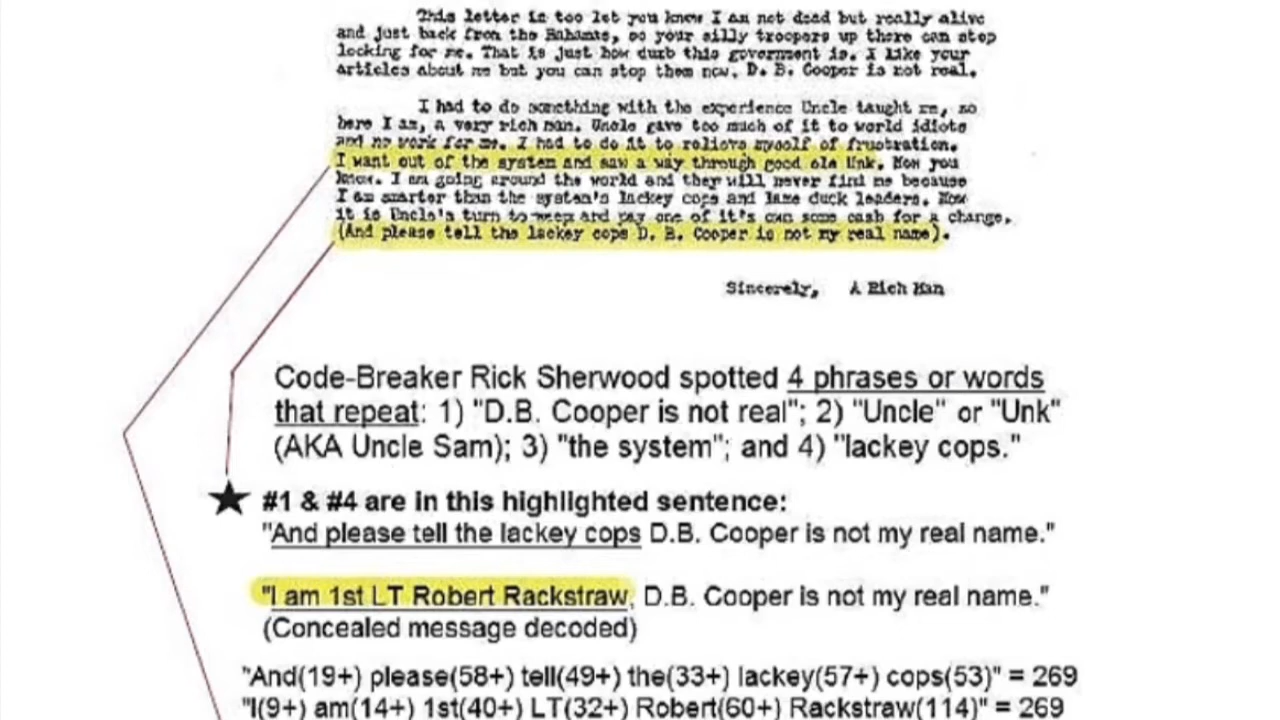 This letter is too let you know I am not dead but really alive
and just back from the Bahamas, so your silly troopers up there can stop
looking for me. That is just how dumb this government is. I like your
articles about me but you can stop them now. D. B. Cooper is not real.
I had to do something with the experience Uncle taught me, so
here I am, a very rich man. Uncle gave too much of it to world idiots
and no work for me. I had to do it to relieve myself of frustration.
I want out of the system and saw a way through good ole Unk. Now you
know. I am going around the world and they will never find me because
I am smarter than the system's lackey cops and lame duck leaders. Now
it is Uncle's turn to weep and pay one of it's own some cash for a change.
(And please tell the lackey cops D. B. Cooper is not my real name).
Sincerely, A Rich Man
Code-Breaker Rick Sherwood spotted 4 phrases or words
that repeat: 1) "D.B. Cooper is not real"; 2) "Uncle" or "Unk"
(AKA Uncle Sam); 3) "the system"; and 4) "lackey cops."
#1 & #4 are in this highlighted sentence:
"And please tell the lackey cops D.B. Cooper is not my real name."
"I am 1st LT Robert Rackstraw, D.B. Cooper is not my real name."
(Concealed message decoded)
"And(19+) please(58+) tell(49+) the(33+) lackey(57+) cops(53)" = 269
"I(9+) am(14+) 1st(40+) LT(32+) Robert(60+) Rackstraw(114)" = 269